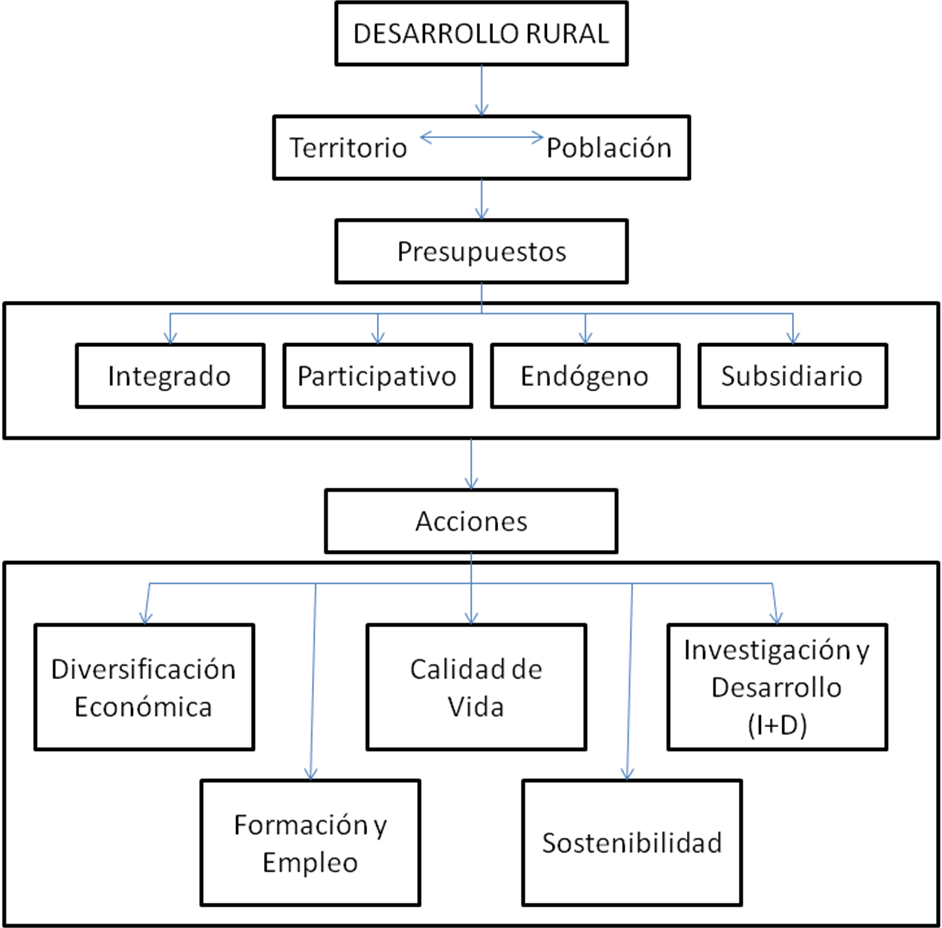 DESARROLLO RURAL
Territorio Población
Presupuestos
Integrado Participativo Endógeno Subsidiario
Acciones
Diversificación
Económica
Calidad de
Vida
Investigación y
Desarrollo
(I+D)
Formación y
Empleo
Sostenibilidad